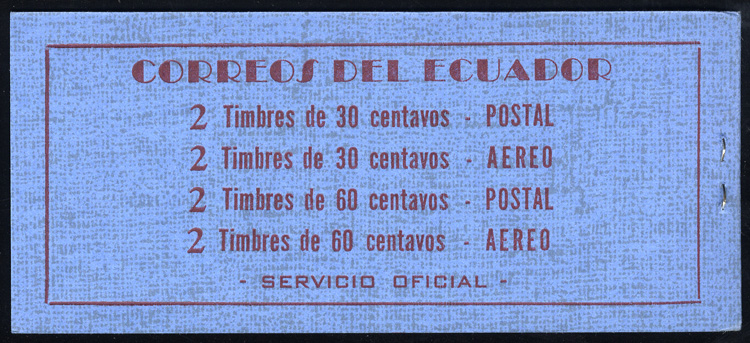 CORREOS DEL ECUADOR
2 Timbres de 30 centavos - POSTAL
2 Timbres de 30 centavos - AEREO
2 Timbres de 60 centavos - POSTAL
2 Timbres de 60 centavos - AEREO
- SERVICIO OFICIAL -